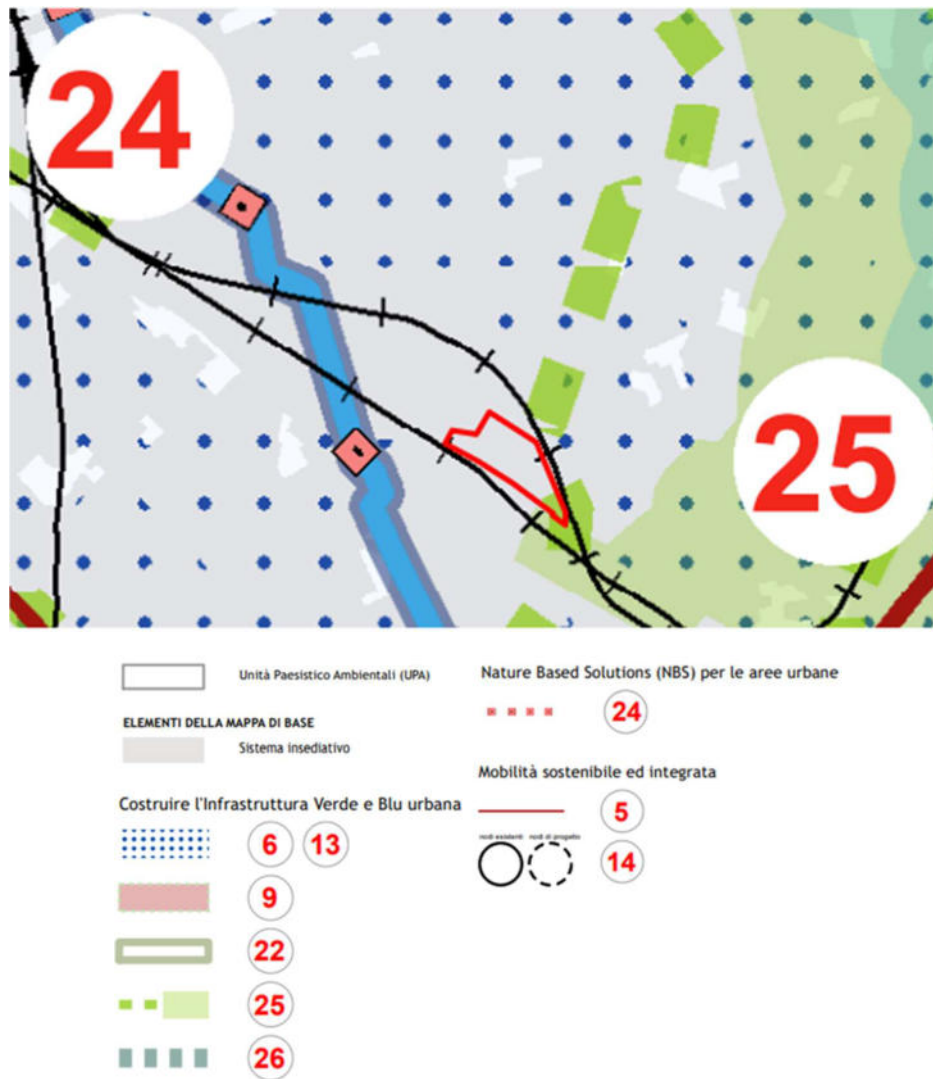 24
25
Unità Paesistico Ambientali (UPA)
ELEMENTI DELLA MAPPA DI BASE
Sistema insediativo
Costruire l'Infrastruttura Verde e Blu urbana
6 13
9
22
25
26
Nature Based Solutions (NBS) per le aree urbane
24
Mobilità sostenibile ed integrata
5
nodi esistenti nodi di progetto
14